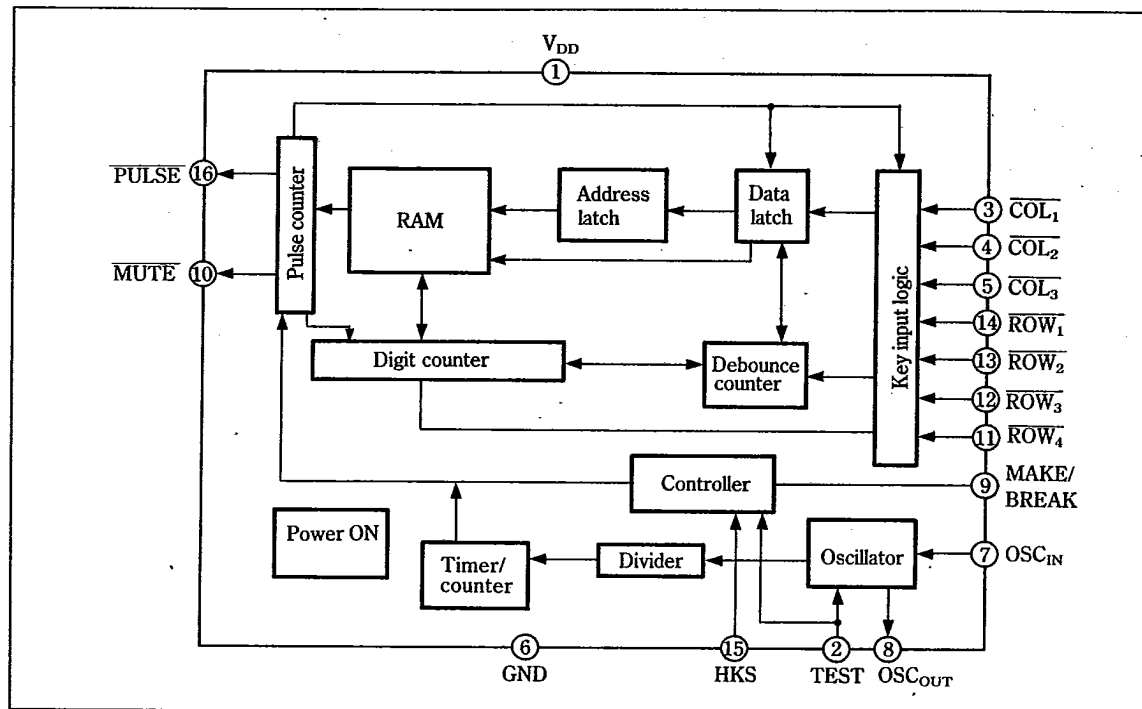 V_DD
①
PULSE
⑯
MUTE
⑩
Pulse counter
RAM
Address
latch
Data
latch
Key input logic
③ COL₁
④ COL₂
⑤ COL₃
⑭ ROW₁
⑬ ROW₂
⑫ ROW₃
⑪ ROW₄
Digit counter
Debounce
counter
Controller
⑨ MAKE/
BREAK
Power ON
Timer/
counter
Divider
Oscillator
⑦ OSC_IN
⑥
GND
⑮
HKS
②
TEST
⑧
OSC_OUT